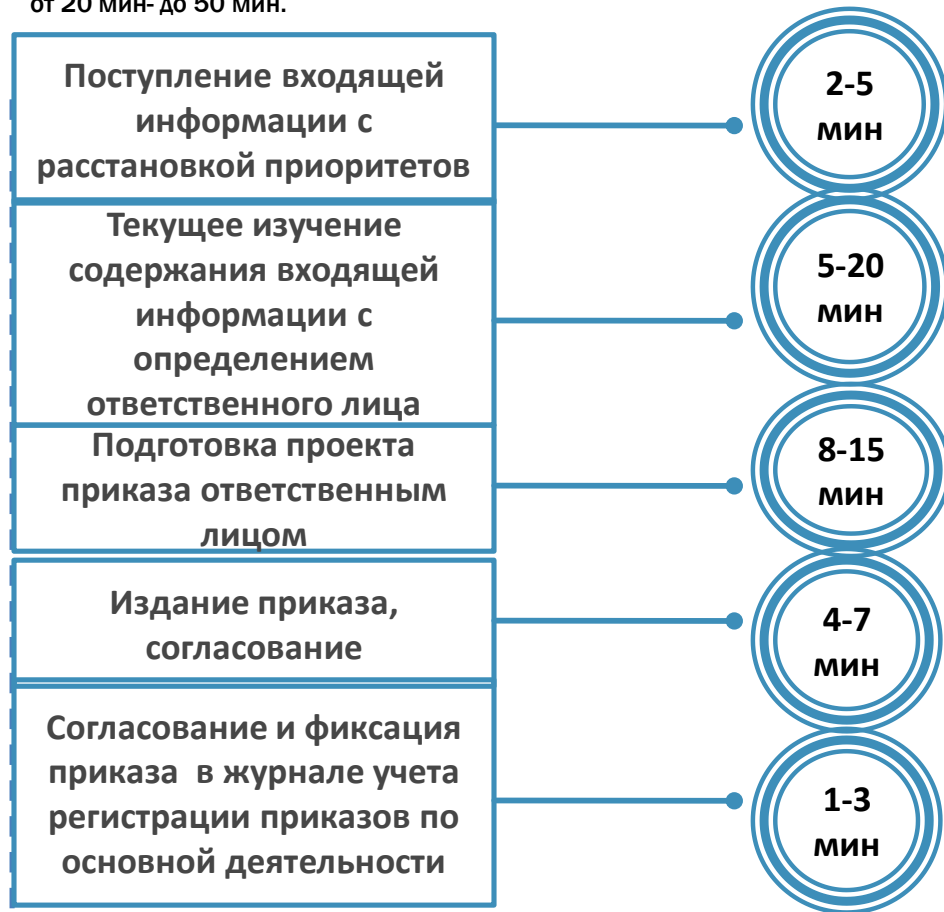 от 20 мин- до 50 мин.
Поступление входящей
информации с
расстановкой приоритетов
2-5
мин
Текущее изучение
содержания входящей
информации с
определением
ответственного лица
5-20
мин
Подготовка проекта
приказа ответственным
лицом
8-15
мин
Издание приказа,
согласование
4-7
мин
Согласование и фиксация
приказа в журнале учета
регистрации приказов по
основной деятельности
1-3
мин